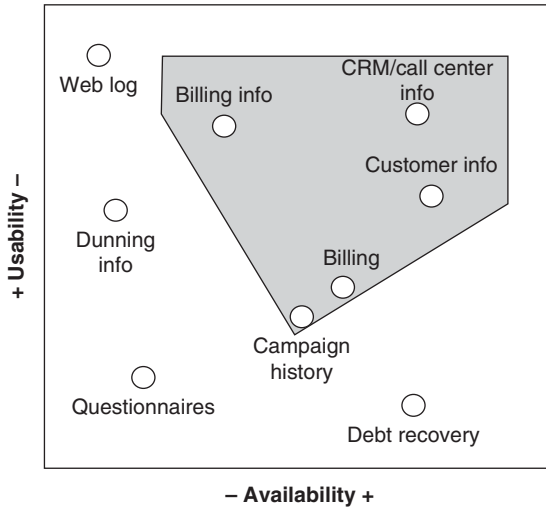 CRM/call center
info
Web log
Billing info
Customer info
Dunning
info
Billing
Campaign
history
Questionnaires
Debt recovery
+ Usability –
– Availability +